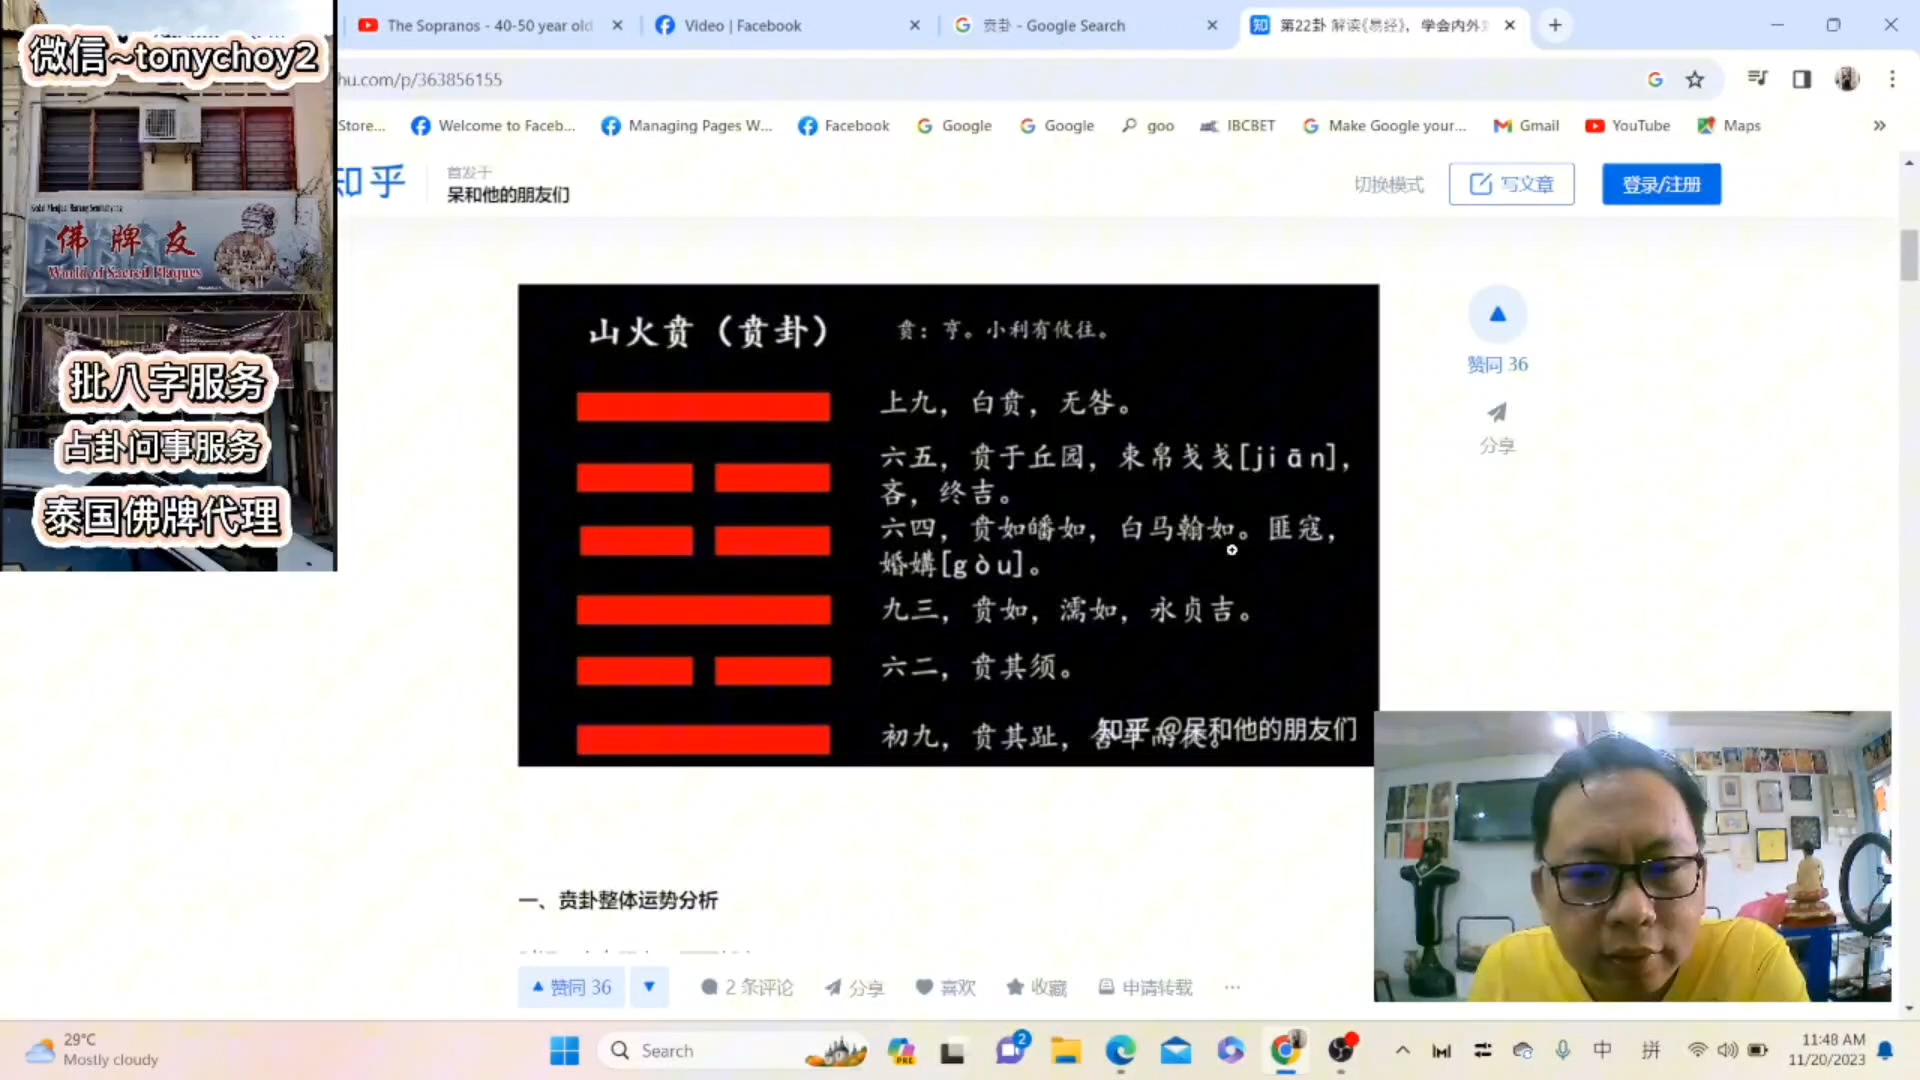 微信~tonychoy2
佛牌友
World of Sacred Plaques
批八字服务
占卦问事服务
泰国佛牌代理
The Sopranos - 40-50 year old
Video | Facebook
贲卦 - Google Search
第22卦 解读《易经》，学会内外
hu.com/p/363856155
Store...
Welcome to Faceb...
Managing Pages W...
Facebook
Google
Google
goo
IBCBET
Make Google your...
Gmail
YouTube
Maps
知乎
首发于
呆和他的朋友们
切换模式
写文章
登录/注册
山火贲（贲卦）
贲：亨。小利有攸往。
上九，白贲，无咎。
六五，贲于丘园，束帛戋戋[jiān]，
吝，终吉。
六四，贲如皤如，白马翰如。匪寇，
婚媾[gòu]。
九三，贲如，濡如，永贞吉。
六二，贲其须。
初九，贲其趾，
知乎 @呆和他的朋友们
赞同 36
分享
一、贲卦整体运势分析
赞同 36
2 条评论
分享
喜欢
收藏
申请转载
29°C
Mostly cloudy
Search
PRE
2
中
拼
11:48 AM
11/20/2023